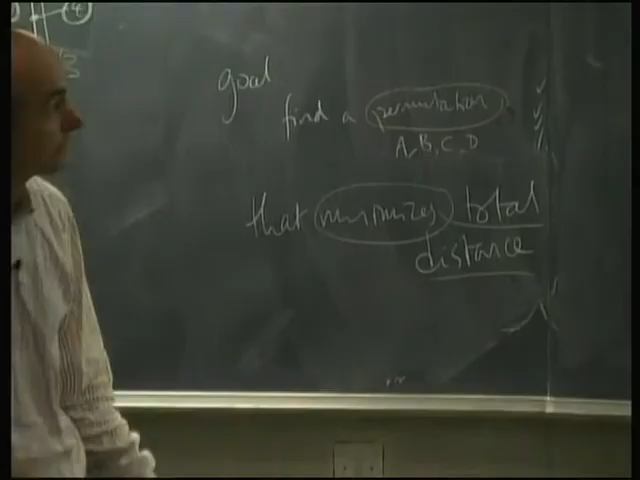 goal
find a permutation
A, B, C, D
that minimizes total
distance